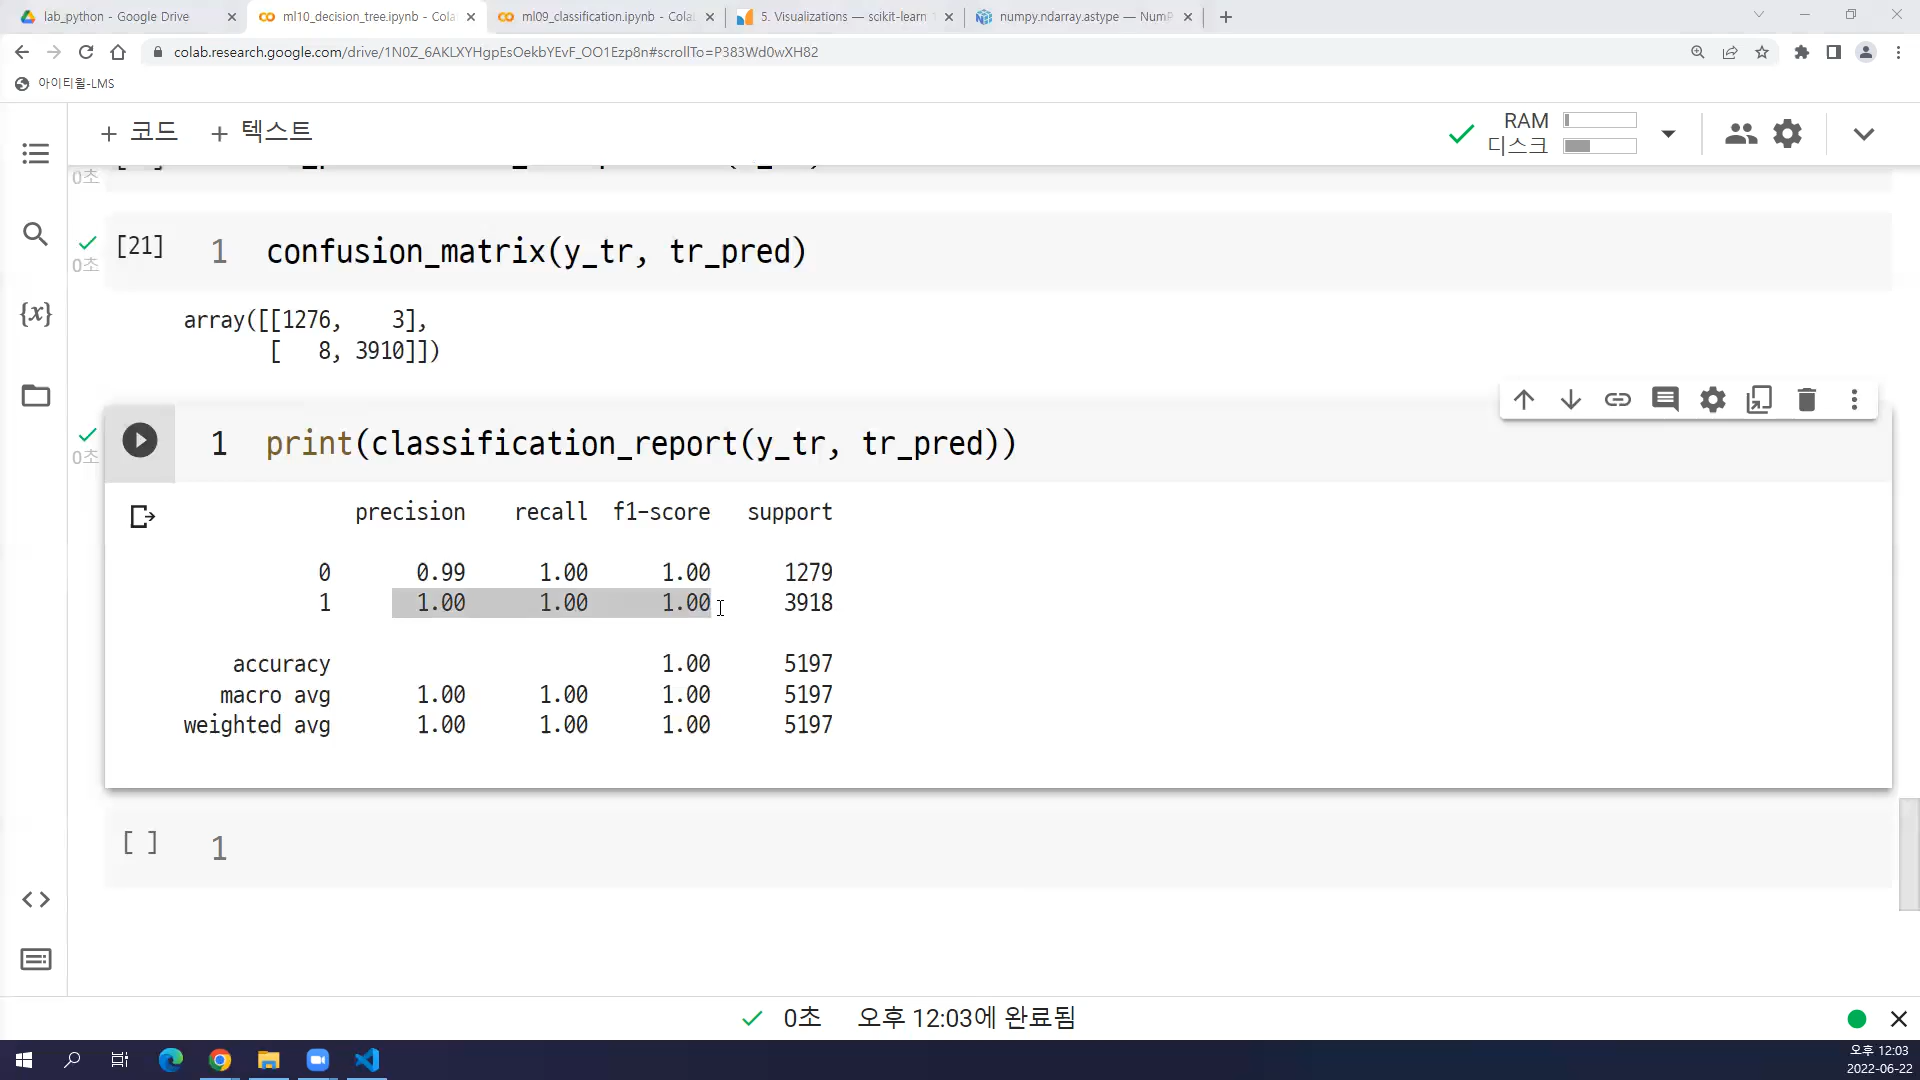 lab_python - Google Drive
ml10_decision_tree.ipynb - Cola
ml09_classification.ipynb - Cola
5. Visualizations — scikit-learn 1
numpy.ndarray.astype — NumP
colab.research.google.com/drive/1N0Z_6AKLXYHgpEsOekbYEvF_OO1Ezp8n#scrollTo=P383Wd0wXH82
아이티윌-LMS
+ 코드 + 텍스트
RAM
디스크
0초
[21] 1 confusion_matrix(y_tr, tr_pred)
0초
array([[1276,    3],
       [   8, 3910]])
1 print(classification_report(y_tr, tr_pred))
0초
precision recall f1-score support
0 0.99 1.00 1.00 1279
1 1.00 1.00 1.00 3918
accuracy 1.00 5197
macro avg 1.00 1.00 1.00 5197
weighted avg 1.00 1.00 1.00 5197
[ ] 1
0초 오후 12:03에 완료됨
오후 12:03
2022-06-22